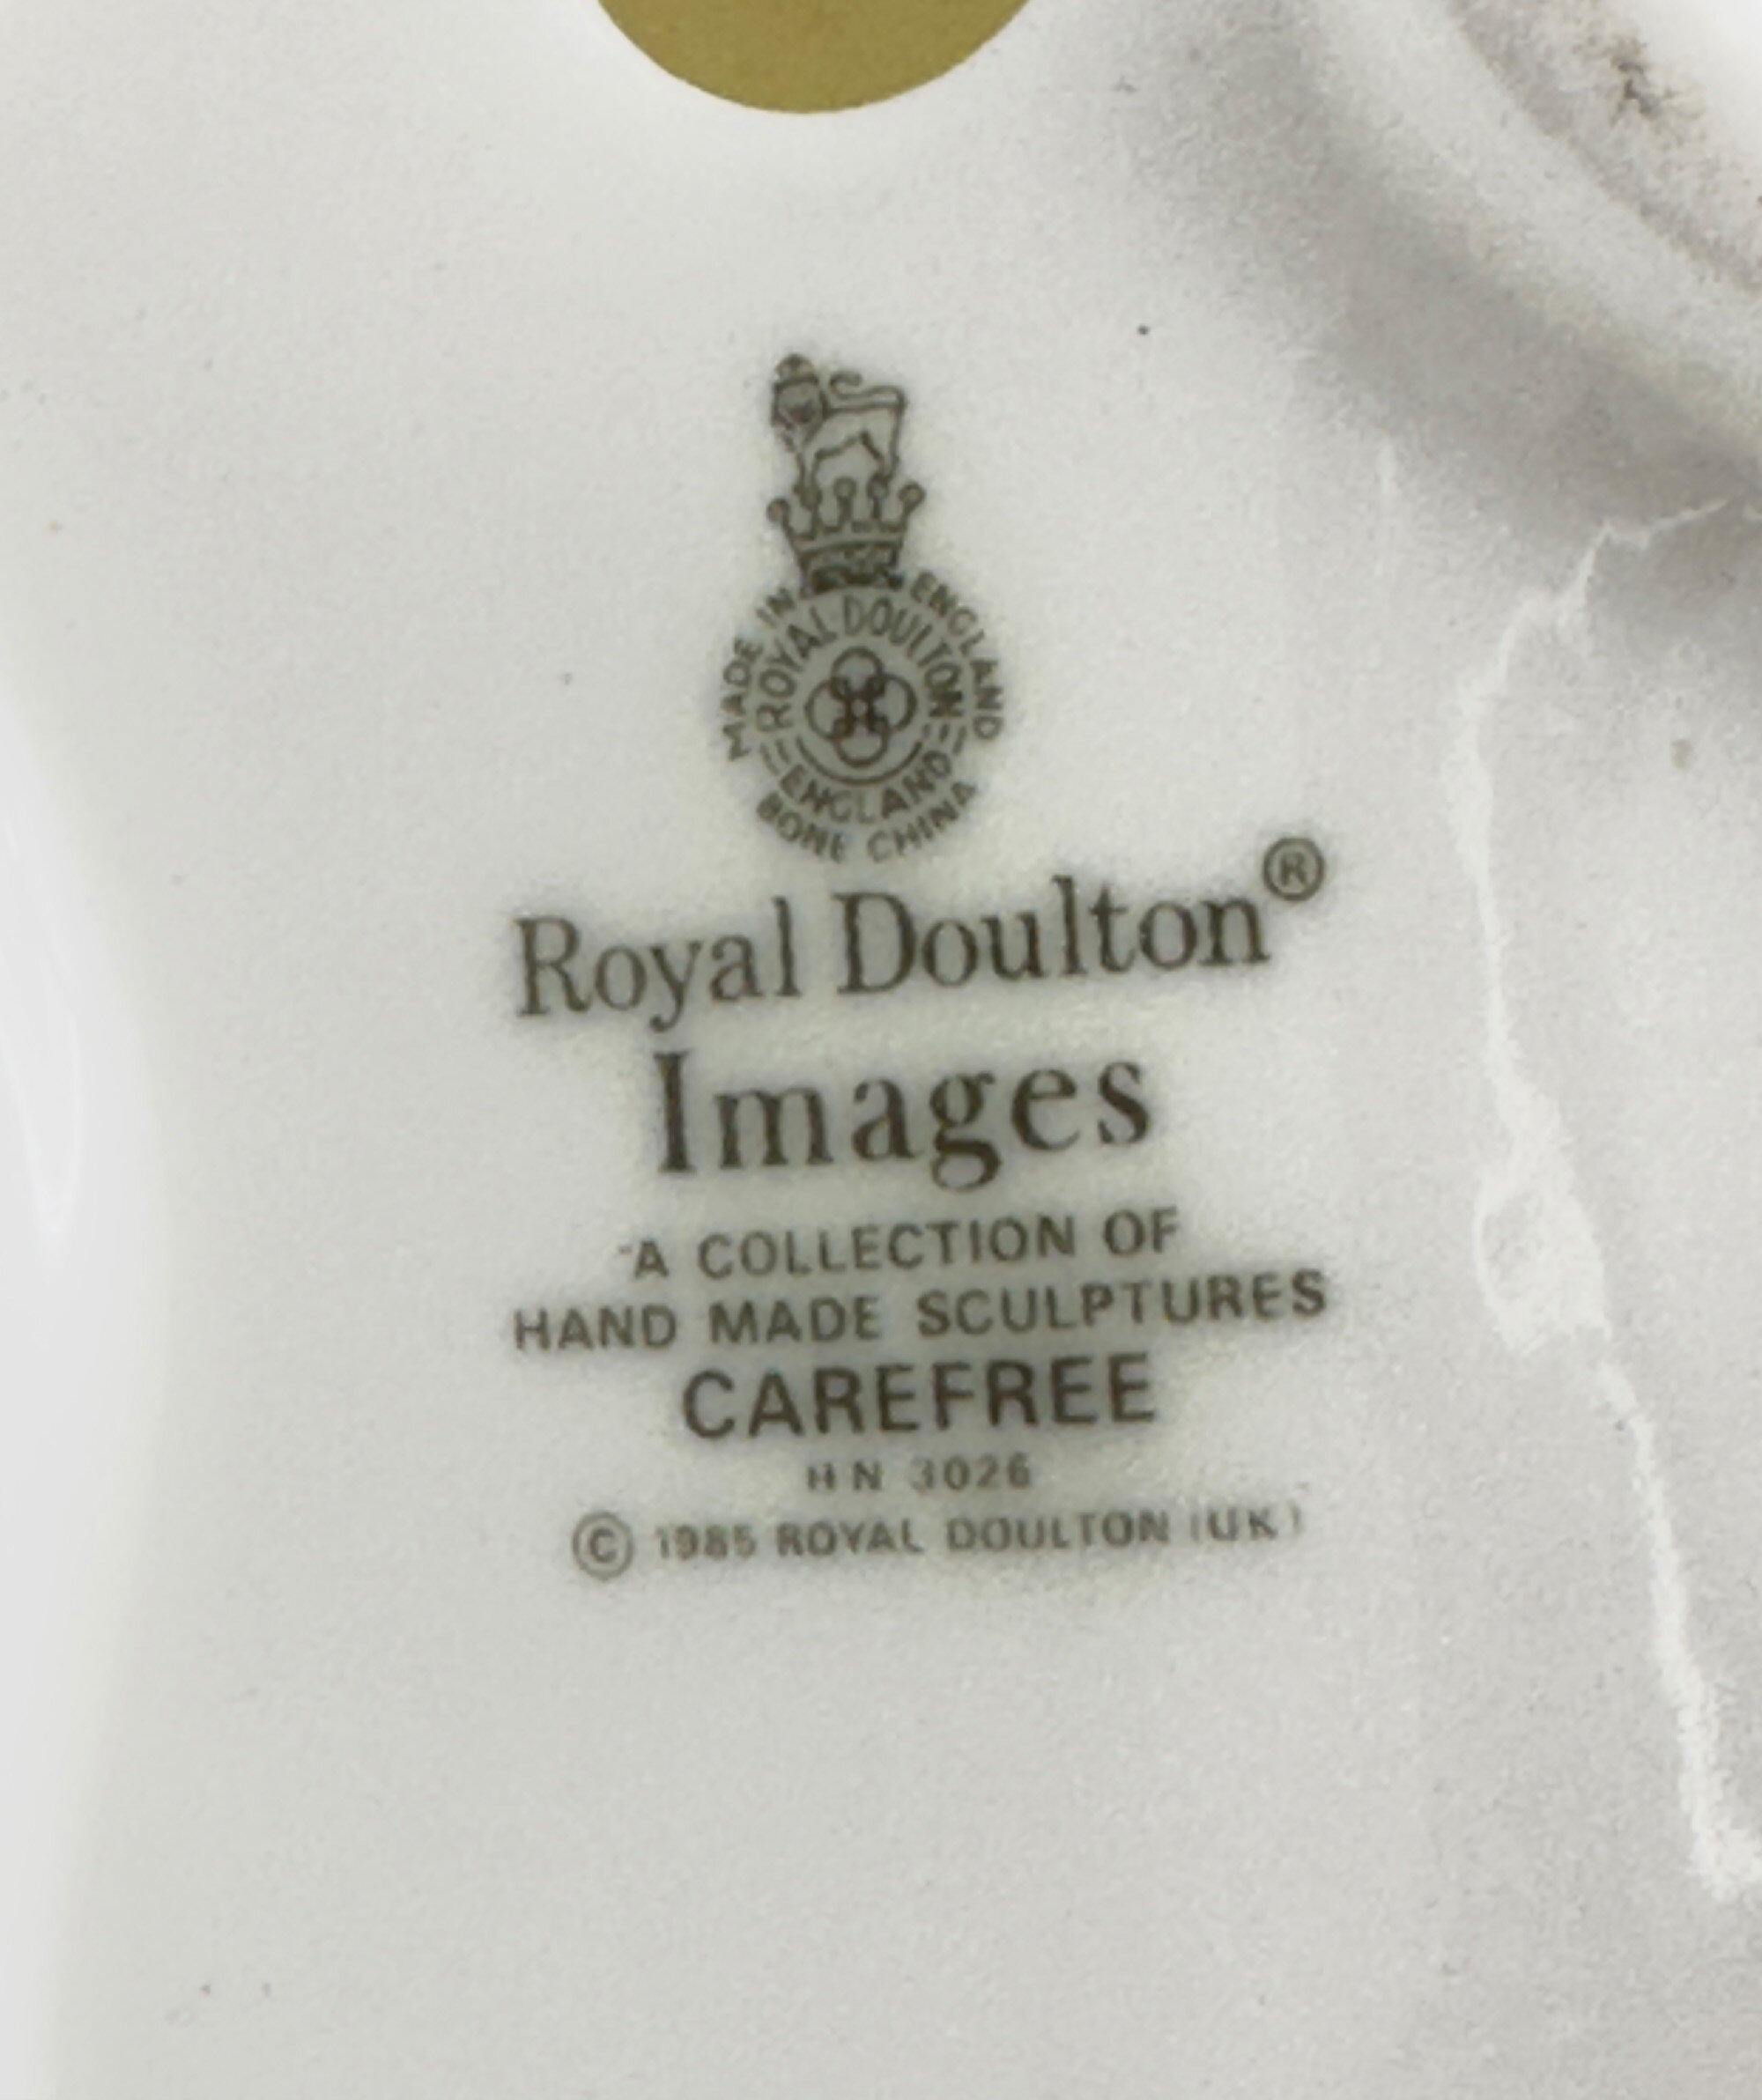 MADE IN ENGLAND
ROYAL DOULTON
ENGLAND
BONE CHINA
Royal Doulton®
Images
A COLLECTION OF
HAND MADE SCULPTURES
CAREFREE
HN 3026
© 1985 ROYAL DOULTON (UK)